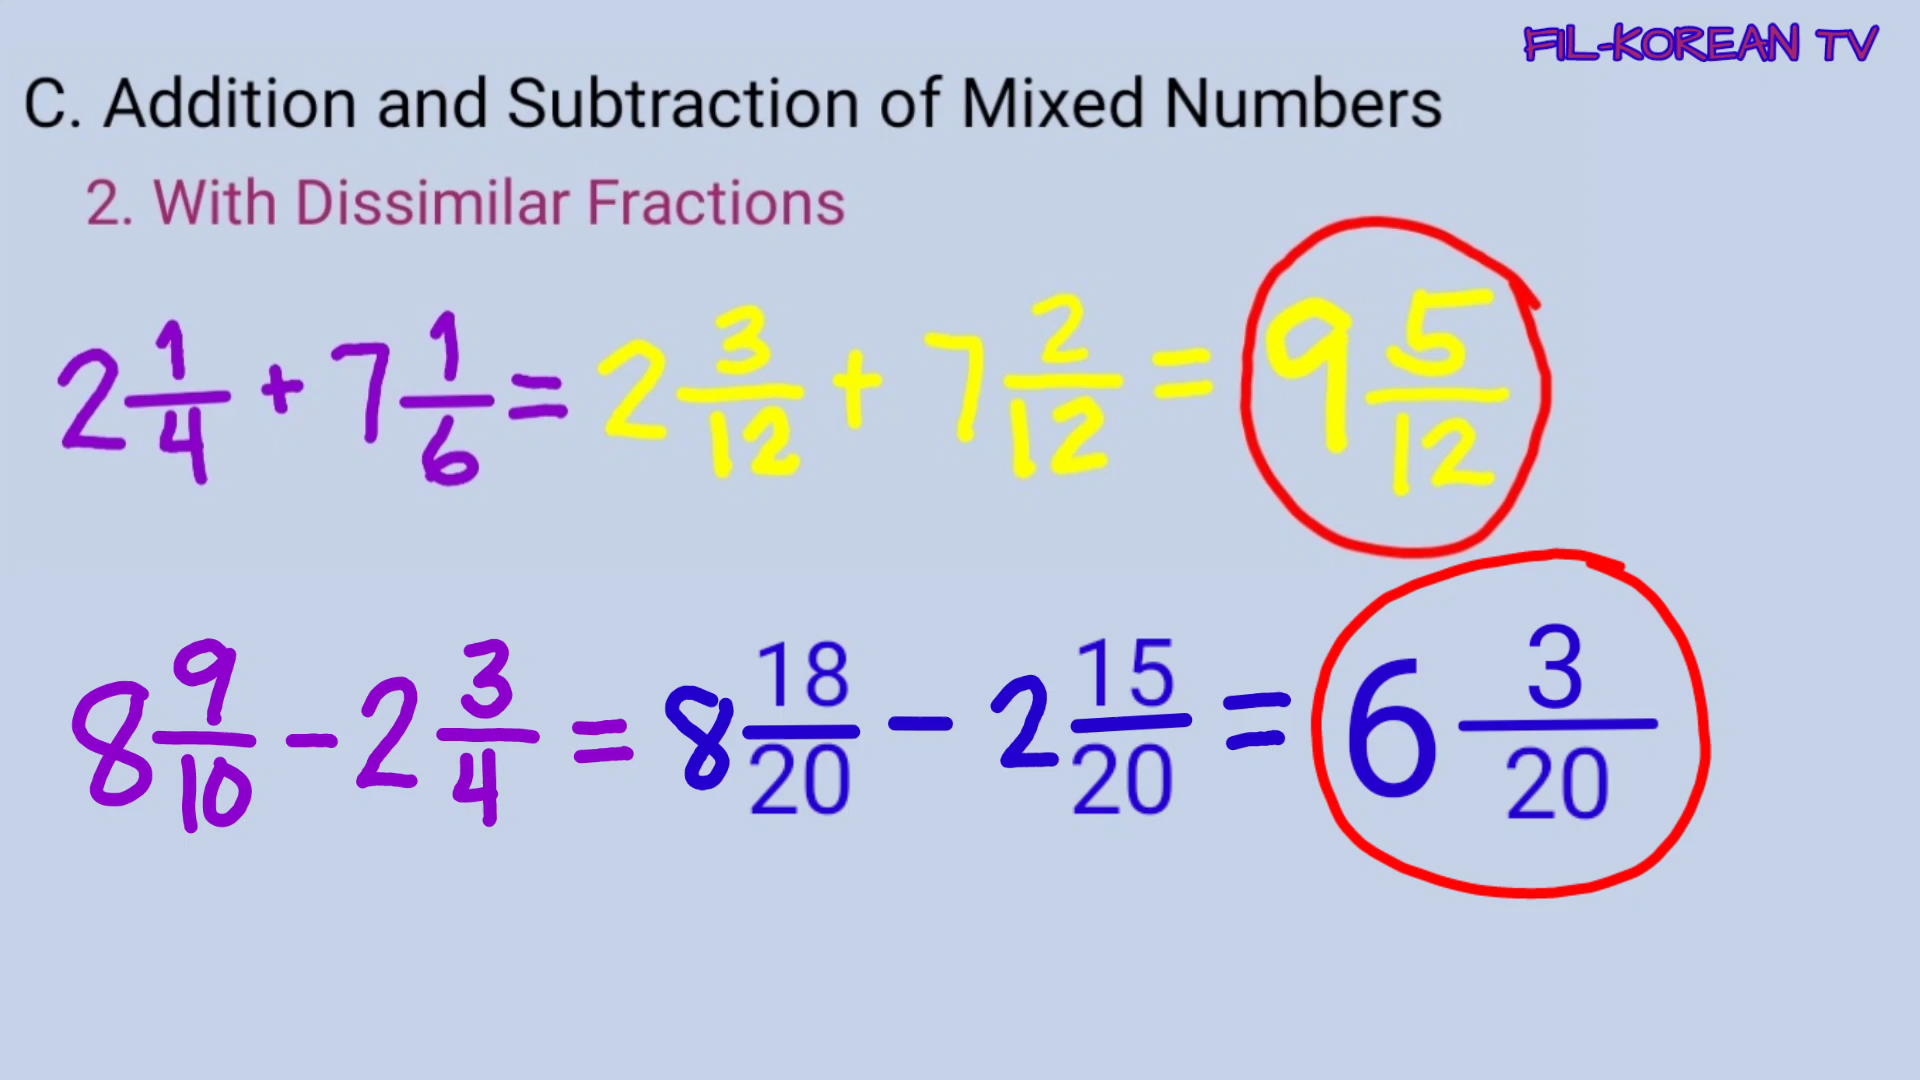 FIL-KOREAN TV
C. Addition and Subtraction of Mixed Numbers
2. With Dissimilar Fractions
2 1/4 + 7 1/6 = 2 3/12 + 7 2/12 = 9 5/12
8 9/10 - 2 3/4 = 8 18/20 - 2 15/20 = 6 3/20